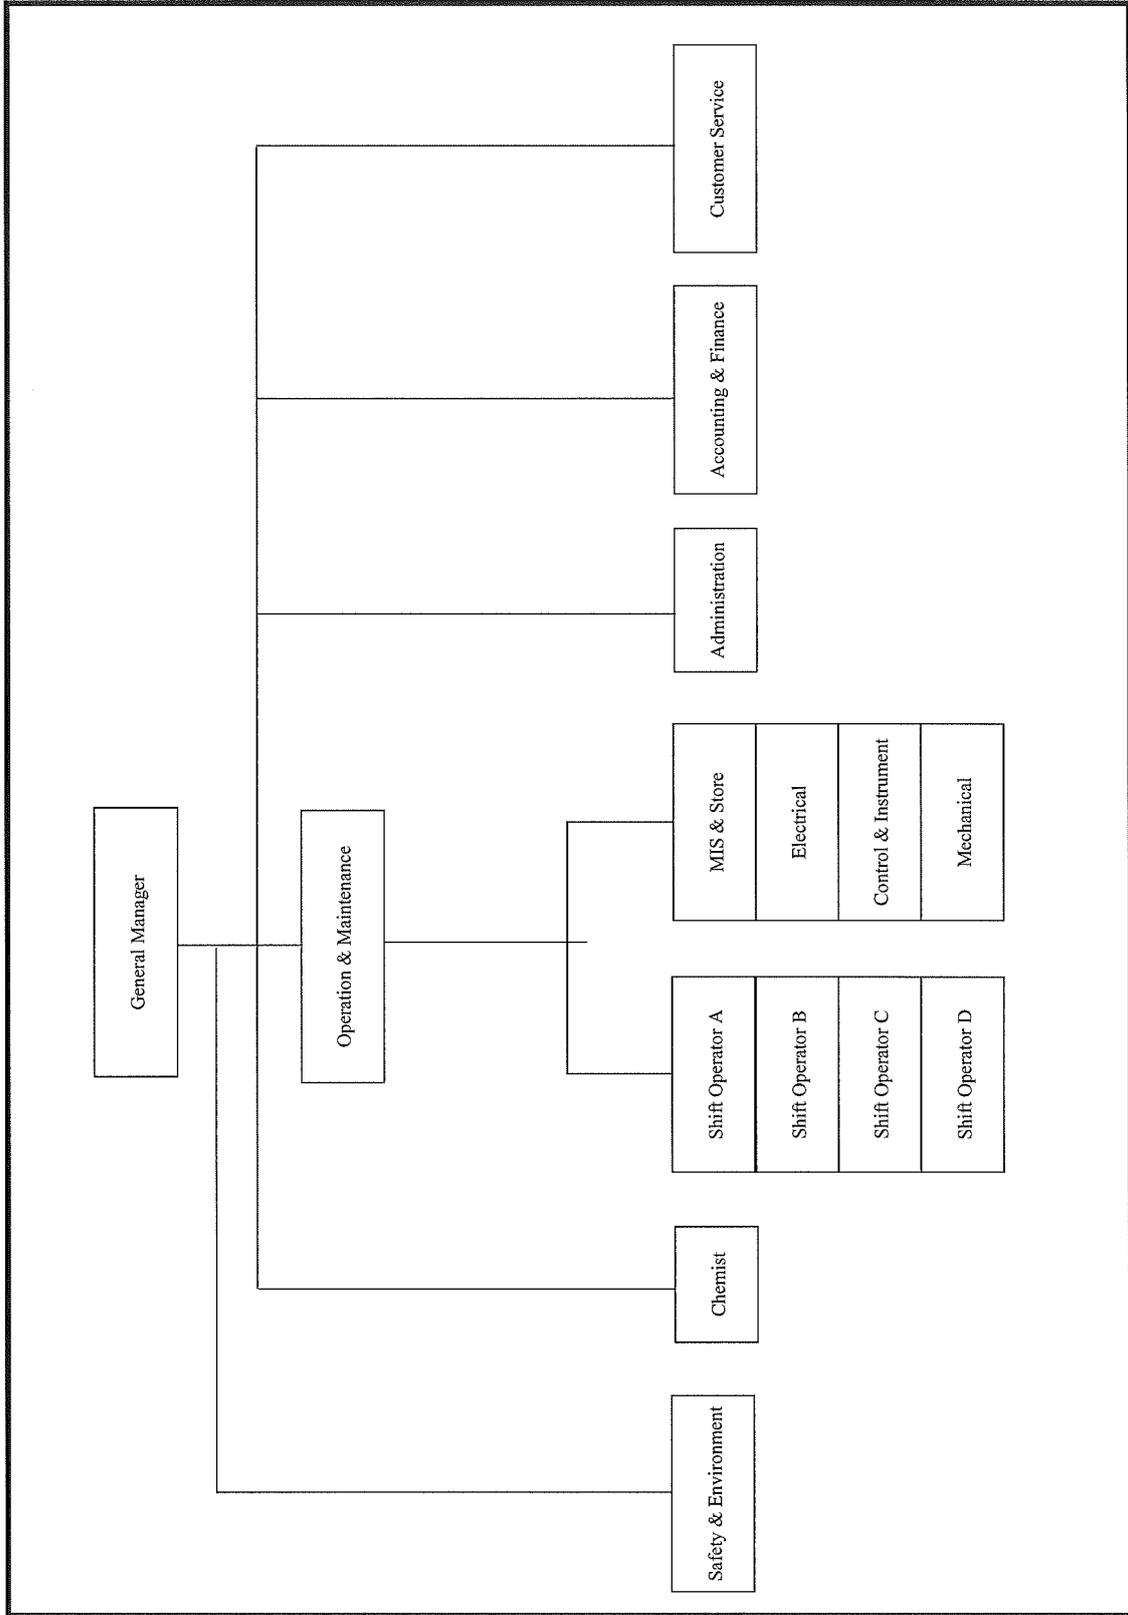 General Manager
Operation & Maintenance
Safety & Environment
Chemist
Shift Operator A
Shift Operator B
Shift Operator C
Shift Operator D
MIS & Store
Electrical
Control & Instrument
Mechanical
Administration
Accounting & Finance
Customer Service